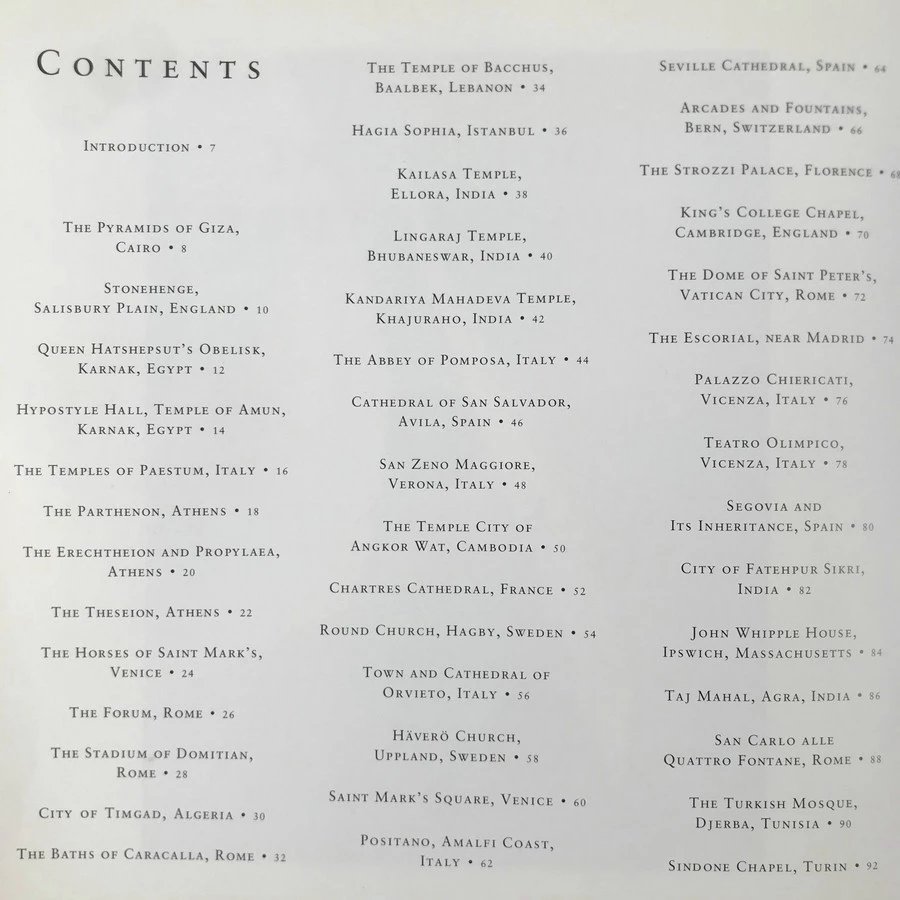 CONTENTS
INTRODUCTION • 7
THE PYRAMIDS OF GIZA,
CAIRO • 8
STONEHENGE,
SALISBURY PLAIN, ENGLAND • 10
QUEEN HATSHEPSUT'S OBELISK,
KARNAK, EGYPT • 12
HYPOSTYLE HALL, TEMPLE OF AMUN,
KARNAK, EGYPT • 14
THE TEMPLES OF PAESTUM, ITALY • 16
THE PARTHENON, ATHENS • 18
THE ERECHTHEION AND PROPYLAEA,
ATHENS • 20
THE THESEION, ATHENS • 22
THE HORSES OF SAINT MARK'S,
VENICE • 24
THE FORUM, ROME • 26
THE STADIUM OF DOMITIAN,
ROME • 28
CITY OF TIMGAD, ALGERIA • 30
THE BATHS OF CARACALLA, ROME • 32
THE TEMPLE OF BACCHUS,
BAALBEK, LEBANON • 34
HAGIA SOPHIA, ISTANBUL • 36
KAILASA TEMPLE,
ELLORA, INDIA • 38
LINGARAJ TEMPLE,
BHUBANESWAR, INDIA • 40
KANDARIYA MAHADEVA TEMPLE,
KHAJURAHO, INDIA • 42
THE ABBEY OF POMPOSA, ITALY • 44
CATHEDRAL OF SAN SALVADOR,
AVILA, SPAIN • 46
SAN ZENO MAGGIORE,
VERONA, ITALY • 48
THE TEMPLE CITY OF
ANGKOR WAT, CAMBODIA • 50
CHARTRES CATHEDRAL, FRANCE • 52
ROUND CHURCH, HAGBY, SWEDEN • 54
TOWN AND CATHEDRAL OF
ORVIETO, ITALY • 56
HÄVERÖ CHURCH,
UPPLAND, SWEDEN • 58
SAINT MARK'S SQUARE, VENICE • 60
POSITANO, AMALFI COAST,
ITALY • 62
SEVILLE CATHEDRAL, SPAIN • 64
ARCADES AND FOUNTAINS,
BERN, SWITZERLAND • 66
THE STROZZI PALACE, FLORENCE • 68
KING'S COLLEGE CHAPEL,
CAMBRIDGE, ENGLAND • 70
THE DOME OF SAINT PETER'S,
VATICAN CITY, ROME • 72
THE ESCORIAL, NEAR MADRID • 74
PALAZZO CHIERICATI,
VICENZA, ITALY • 76
TEATRO OLIMPICO,
VICENZA, ITALY • 78
SEGOVIA AND
ITS INHERITANCE, SPAIN • 80
CITY OF FATEHPUR SIKRI,
INDIA • 82
JOHN WHIPPLE HOUSE,
IPSWICH, MASSACHUSETTS • 84
TAJ MAHAL, AGRA, INDIA • 86
SAN CARLO ALLE
QUATTRO FONTANE, ROME • 88
THE TURKISH MOSQUE,
DJERBA, TUNISIA • 90
SINDONE CHAPEL, TURIN • 92